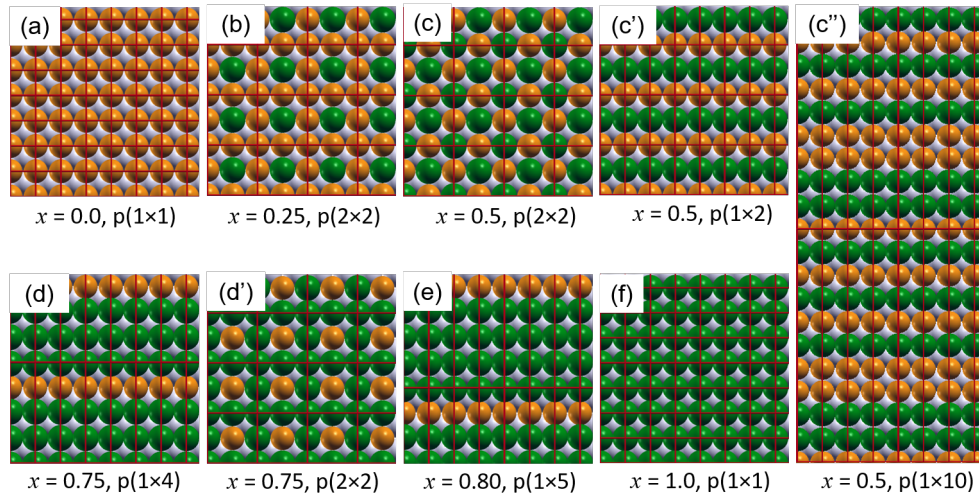 (a)
(b)
(c)
(c')
(c'')
x = 0.0, p(1×1)
x = 0.25, p(2×2)
x = 0.5, p(2×2)
x = 0.5, p(1×2)
(d)
(d')
(e)
(f)
x = 0.75, p(1×4)
x = 0.75, p(2×2)
x = 0.80, p(1×5)
x = 1.0, p(1×1)
x = 0.5, p(1×10)